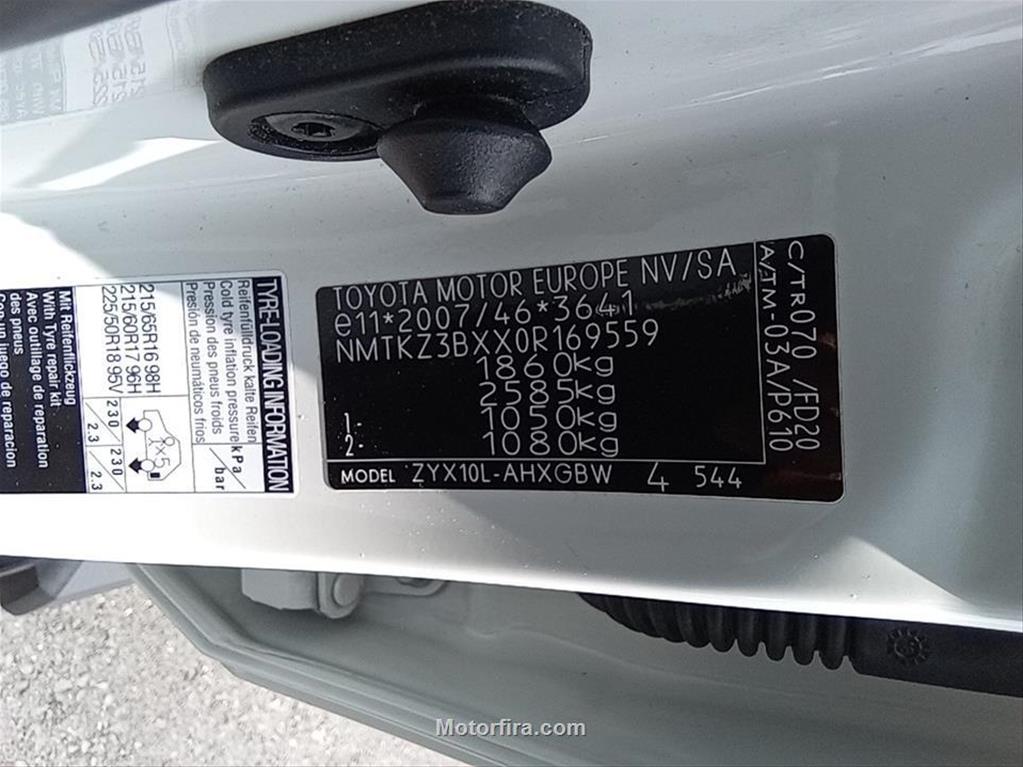 TOYOTA MOTOR EUROPE NV/SA
e11*2007/46*3641
NMTKZ3BXX0R169559
1860kg
2585kg
1- 1050kg
2- 1080kg
MODEL ZYX10L-AHXGBW 4 544
C/TR070 /FD20
A/TM-03A/P610
TYRE-LOADING INFORMATION
Reifenfülldruck kalte Reifen
Cold tyre inflation pressure
Pression des pneus froids
Presión de neumáticos frios
kPa/bar
215/65R16 98H
215/60R17 96H
225/50R18 95V
230/2.3
230/2.3
X5
Mit Reifenflickzeug
With Tyre repair kit
Avec outillage de reparation
des pneus
Con un juego de reparacion
Motorfira.com